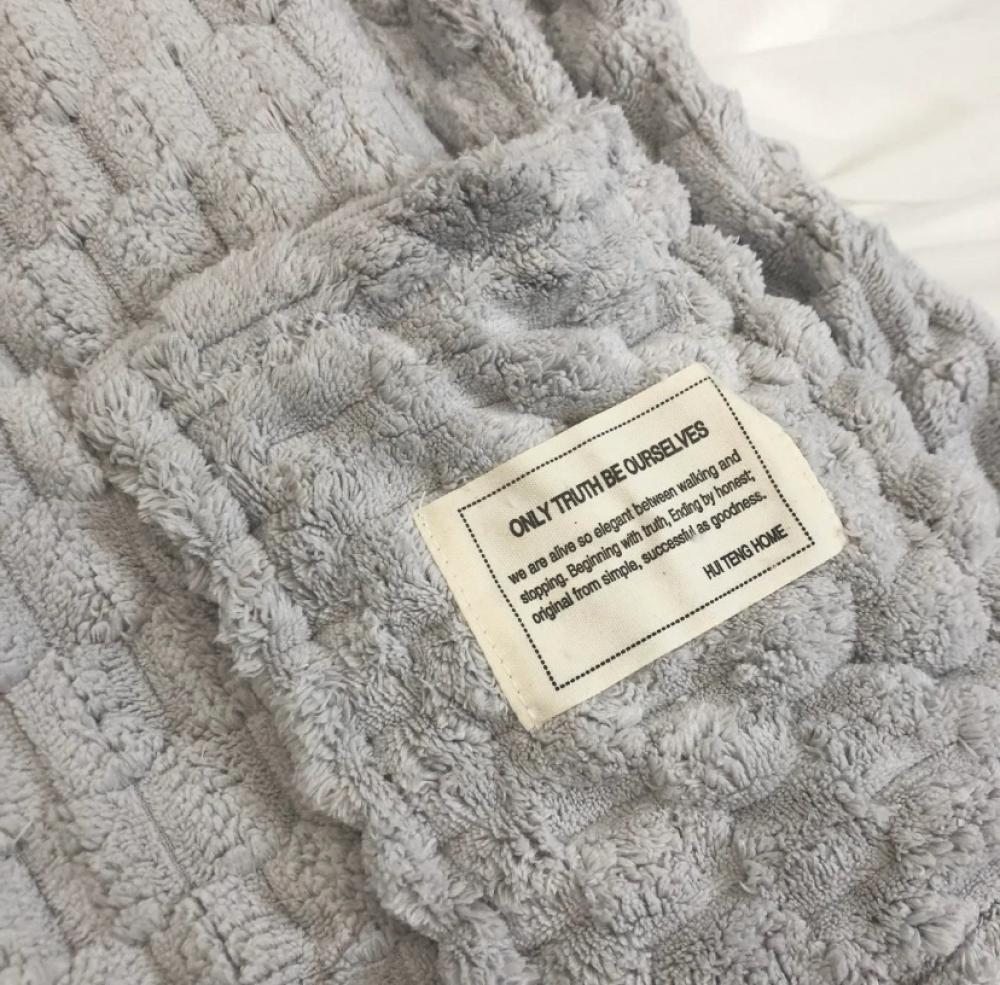 ONLY TRUTH BE OURSELVES
we are alive so elegant between walking and
stopping. Beginning with truth, Ending by honest;
original from simple, successful as goodness.
HUI TENG HOME